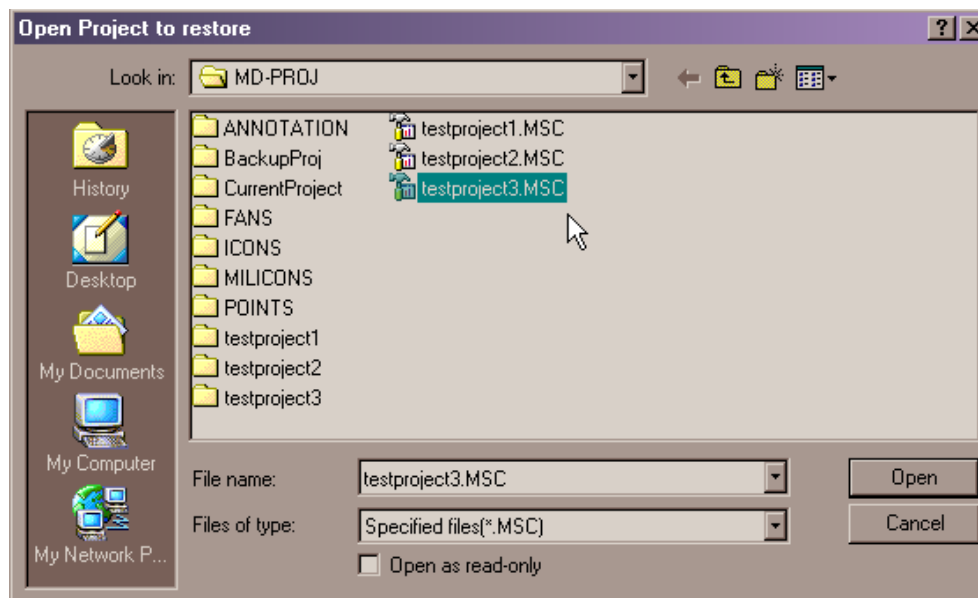 Open Project to restore
Look in: MD-PROJ
History
Desktop
My Documents
My Computer
My Network P...
ANNOTATION
BackupProj
CurrentProject
FANS
ICONS
MILICONS
POINTS
testproject1
testproject2
testproject3
testproject1.MSC
testproject2.MSC
testproject3.MSC
File name: testproject3.MSC Open
Files of type: Specified files(*.MSC) Cancel
Open as read-only